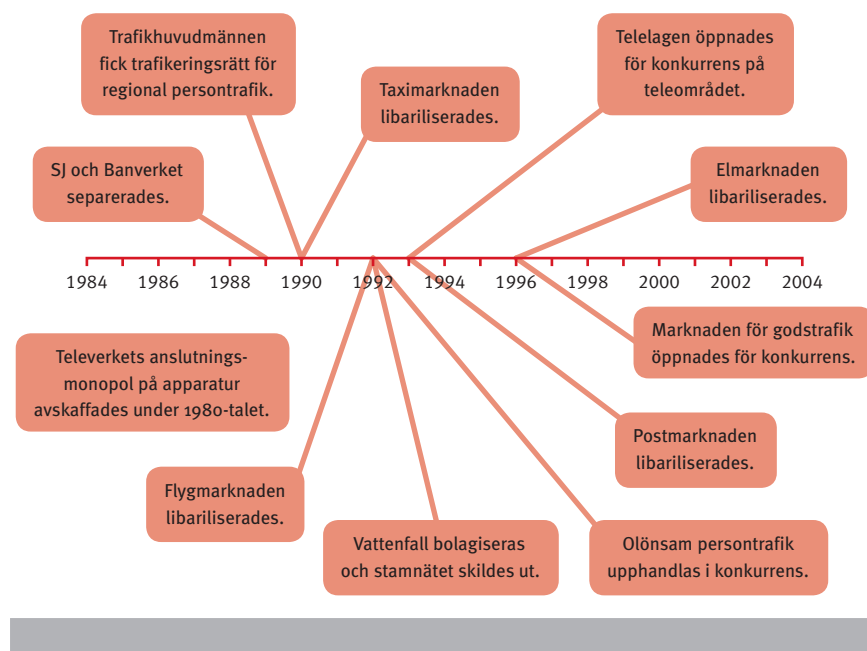 Trafikhuvudmännen
fick trafikeringsrätt för
regional persontrafik.
Taximarknaden
libariliserades.
Telelagen öppnades
för konkurrens på
teleområdet.
SJ och Banverket
separerades.
Elmarknaden
libariliserades.
1984 1986 1988 1990 1992 1994 1996 1998 2000 2002 2004
Televerkets anslutnings-
monopol på apparatur
avskaffades under 1980-talet.
Marknaden för godstrafik
öppnades för konkurrens.
Postmarknaden
libariliserades.
Flygmarknaden
libariliserades.
Vattenfall bolagiseras
och stamnätet skildes ut.
Olönsam persontrafik
upphandlas i konkurrens.